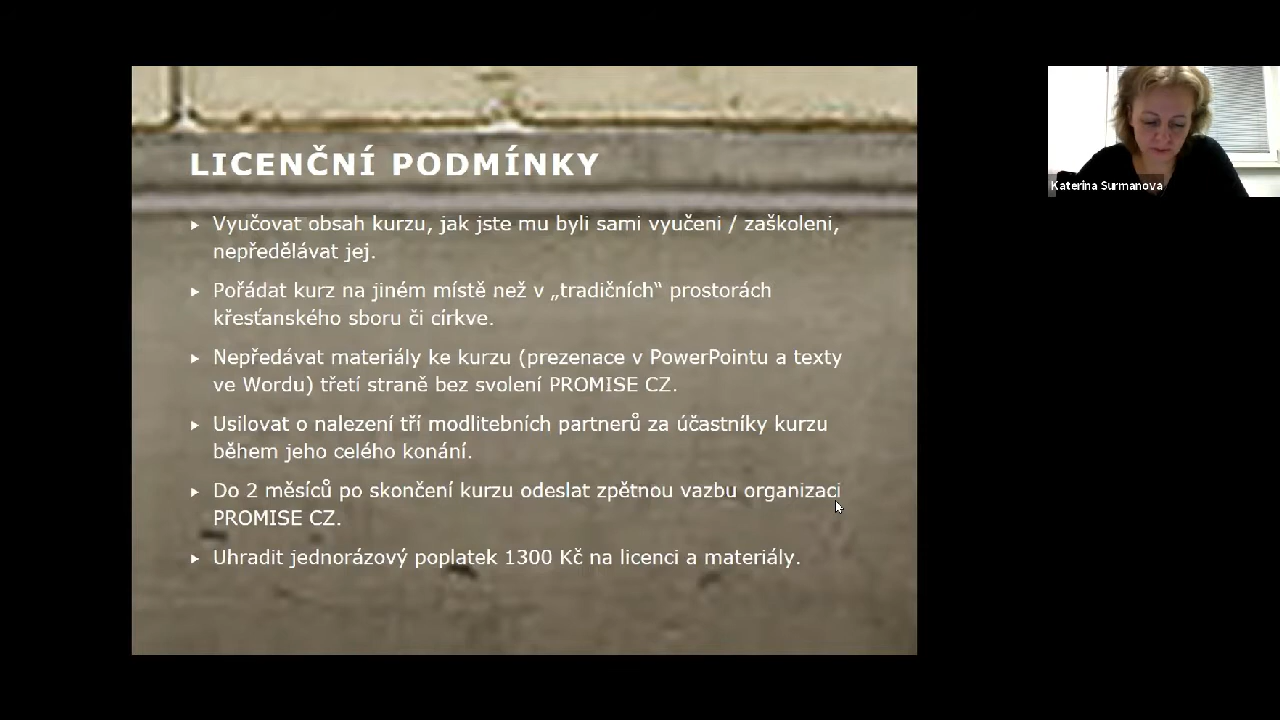 LICENČNÍ PODMÍNKY
▸ Vyučovat obsah kurzu, jak jste mu byli sami vyučeni / zaškoleni,
nepředělávat jej.
▸ Pořádat kurz na jiném místě než v „tradičních“ prostorách
křesťanského sboru či církve.
▸ Nepředávat materiály ke kurzu (prezenace v PowerPointu a texty
ve Wordu) třetí straně bez svolení PROMISE CZ.
▸ Usilovat o nalezení tří modlitebních partnerů za účastníky kurzu
během jeho celého konání.
▸ Do 2 měsíců po skončení kurzu odeslat zpětnou vazbu organizaci
PROMISE CZ.
▸ Uhradit jednorázový poplatek 1300 Kč na licenci a materiály.
Katerina Surmanova